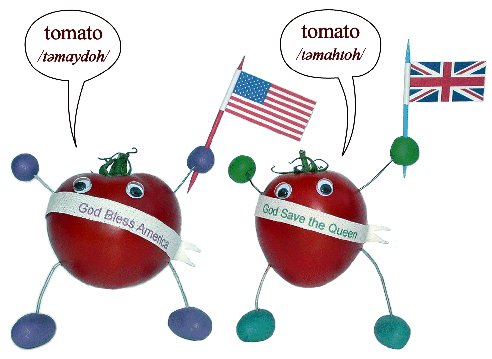 tomato
/təmaydoh/
tomato
/təmahtoh/
God Bless America
God Save the Queen